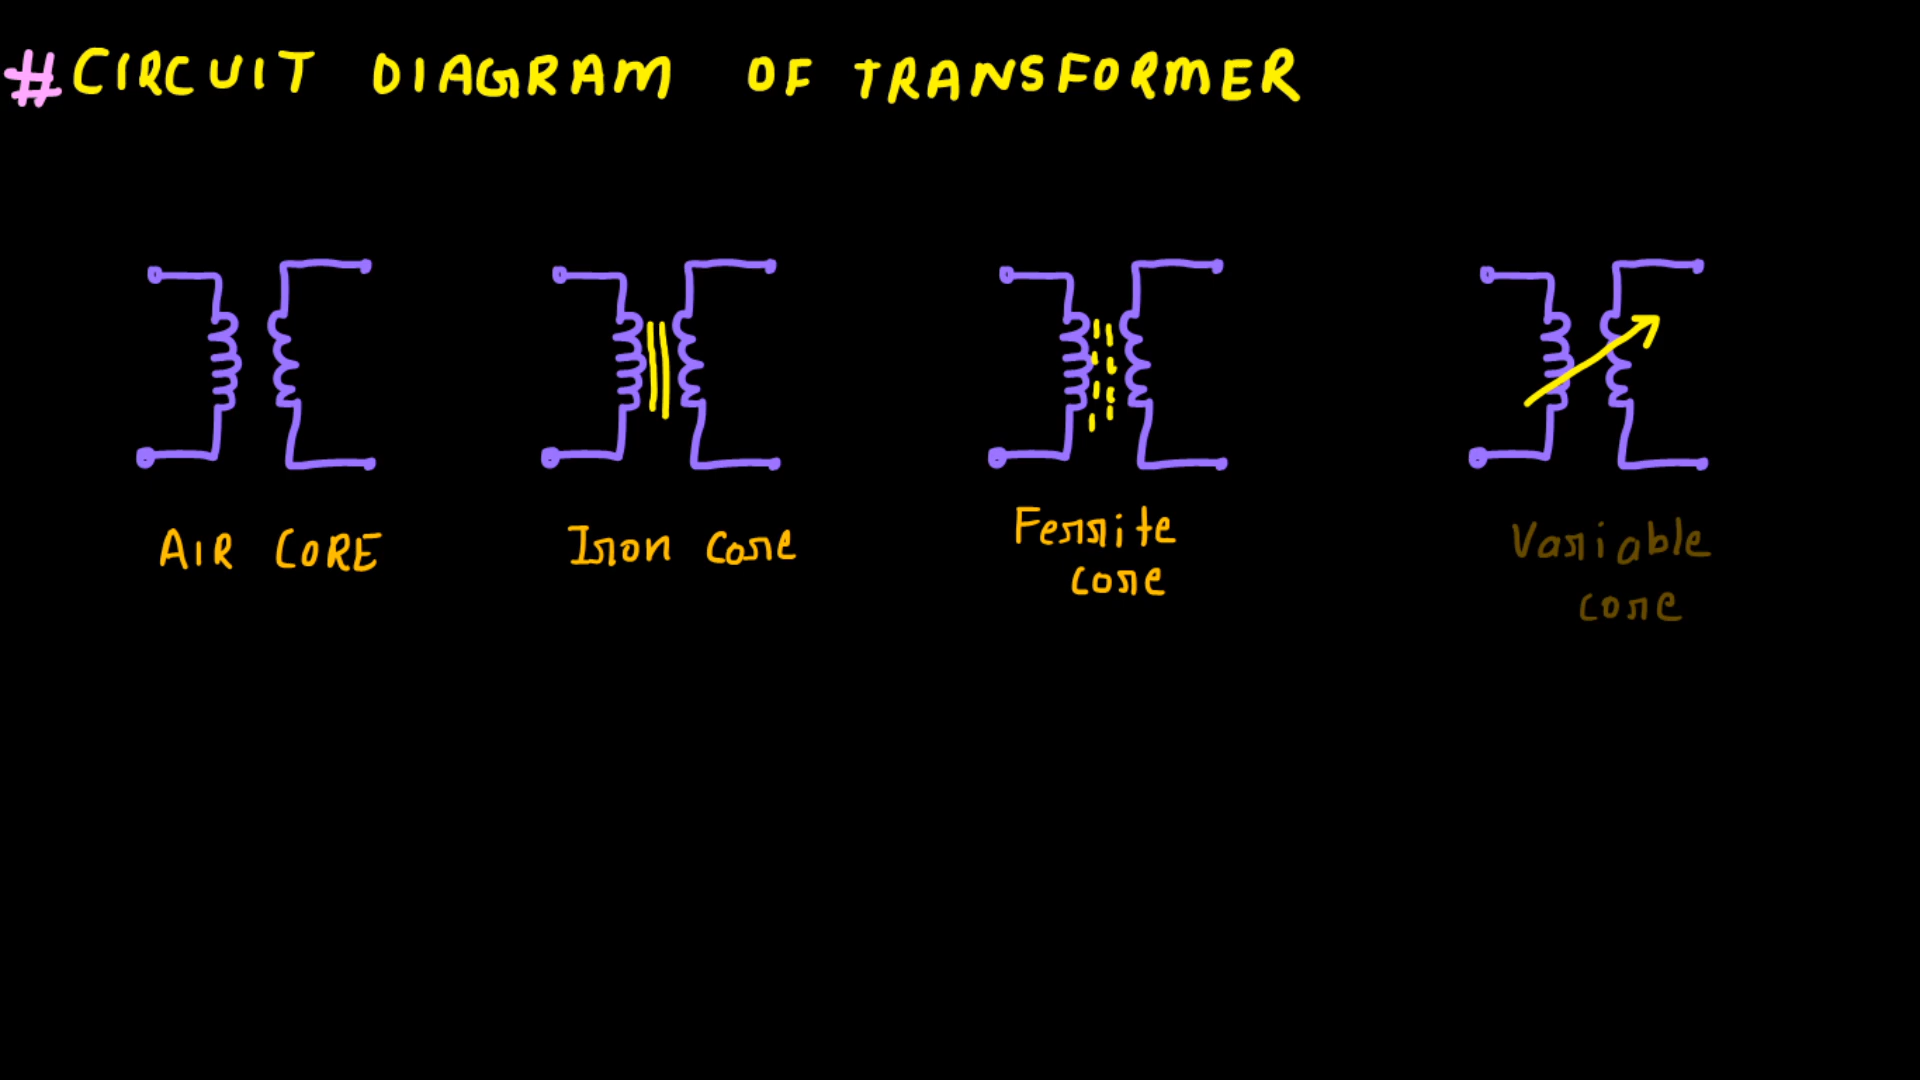 #CIRCUIT DIAGRAM OF TRANSFORMER
AIR CORE
Iron core
Ferrite
core
Variable
core